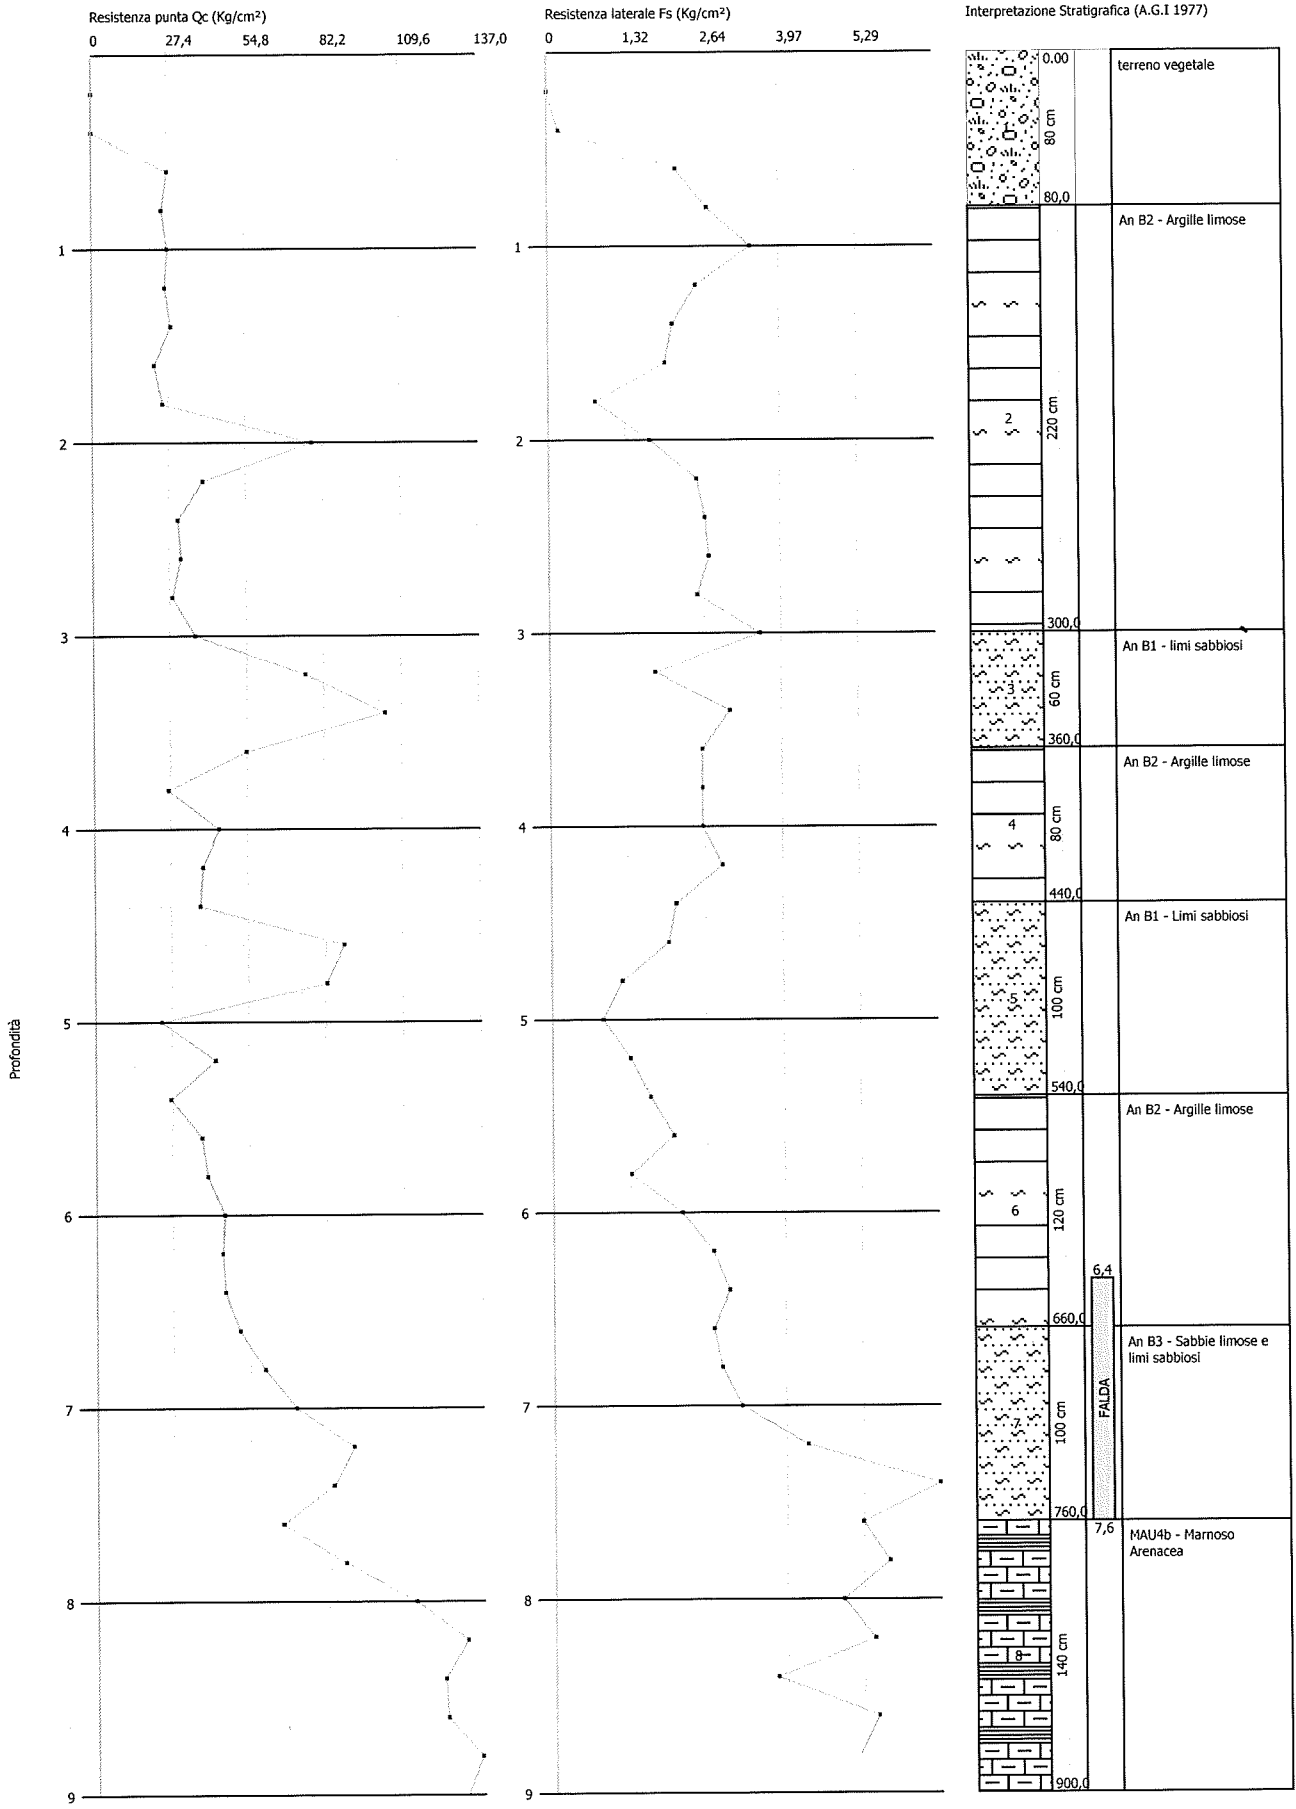 Resistenza punta Qc (Kg/cm²)
0 27,4 54,8 82,2 109,6 137,0
1
2
3
4
5
6
7
8
9
Profondità
Resistenza laterale Fs (Kg/cm²)
0 1,32 2,64 3,97 5,29
1
2
3
4
5
6
7
8
9
Interpretazione Stratigrafica (A.G.I 1977)
0.00
1
80 cm
80,0
terreno vegetale
2
220 cm
300,0
An B2 - Argille limose
3
60 cm
360,0
An B1 - limi sabbiosi
4
80 cm
440,0
An B2 - Argille limose
5
100 cm
540,0
An B1 - Limi sabbiosi
6
120 cm
660,0
An B2 - Argille limose
6,4
FALDA
7,6
7
100 cm
760,0
An B3 - Sabbie limose e
limi sabbiosi
8
140 cm
900,0
MAU4b - Marnoso
Arenacea